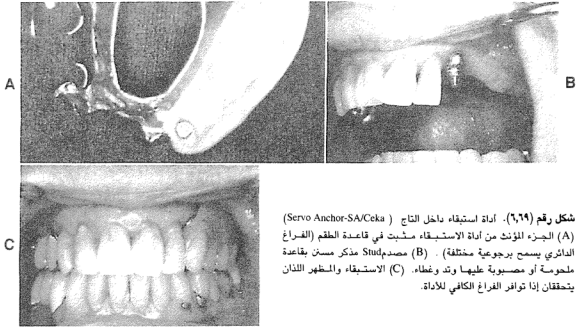 A
B
C
شكل رقم (٦,٦٩). أداة استبقاء داخل التاج ( Servo Anchor-SA/Ceka)
(A) الجزء المؤنث من أداة الاستبقاء مثبت في قاعدة الطقم (الفراغ
الدائري يسمح برجوعية مختلفة) . (B) مصدمStud مذكر مسنن بقاعدة
ملحومة أو مصبوبة عليها وتد وغطاء. (C) الاستبقاء والمظهر اللذان
يتحققان إذا توافر الفراغ الكافي للأداة.